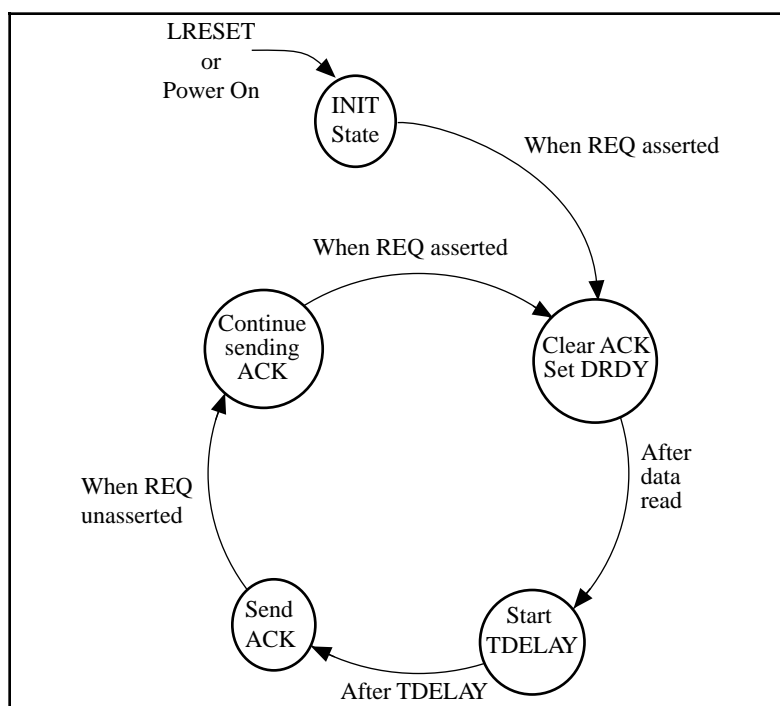 LRESET
or
Power On
INIT
State
When REQ asserted
When REQ asserted
Continue
sending
ACK
Clear ACK
Set DRDY
After
data
read
When REQ
unasserted
Send
ACK
Start
TDELAY
After TDELAY